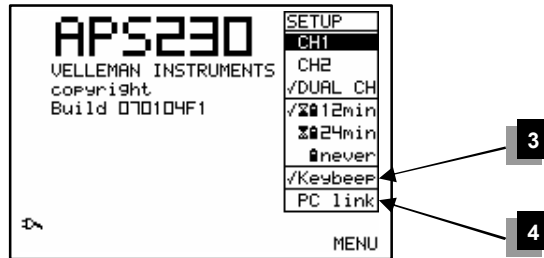 APS230
VELLEMAN INSTRUMENTS
copyright
Build 070104F1
SETUP
CH1
CH2
√DUAL CH
√12min
24min
never
√Keybeep
PC link
MENU
3
4